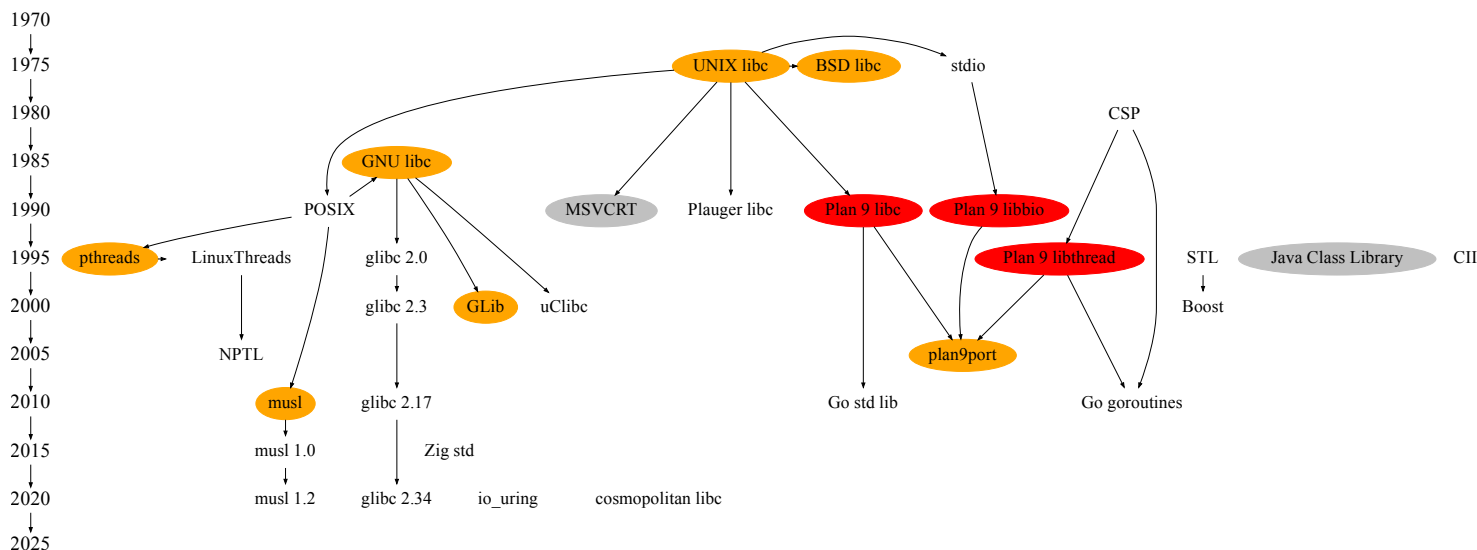 1970
1975
UNIX libc
BSD libc
stdio
1980
CSP
1985
GNU libc
1990
POSIX
MSVCRT
Plauger libc
Plan 9 libc
Plan 9 libbio
1995
pthreads
LinuxThreads
glibc 2.0
Plan 9 libthread
STL
Java Class Library
CII
2000
glibc 2.3
GLib
uClibc
Boost
2005
NPTL
plan9port
2010
musl
glibc 2.17
Go std lib
Go goroutines
2015
musl 1.0
Zig std
2020
musl 1.2
glibc 2.34
io_uring
cosmopolitan libc
2025